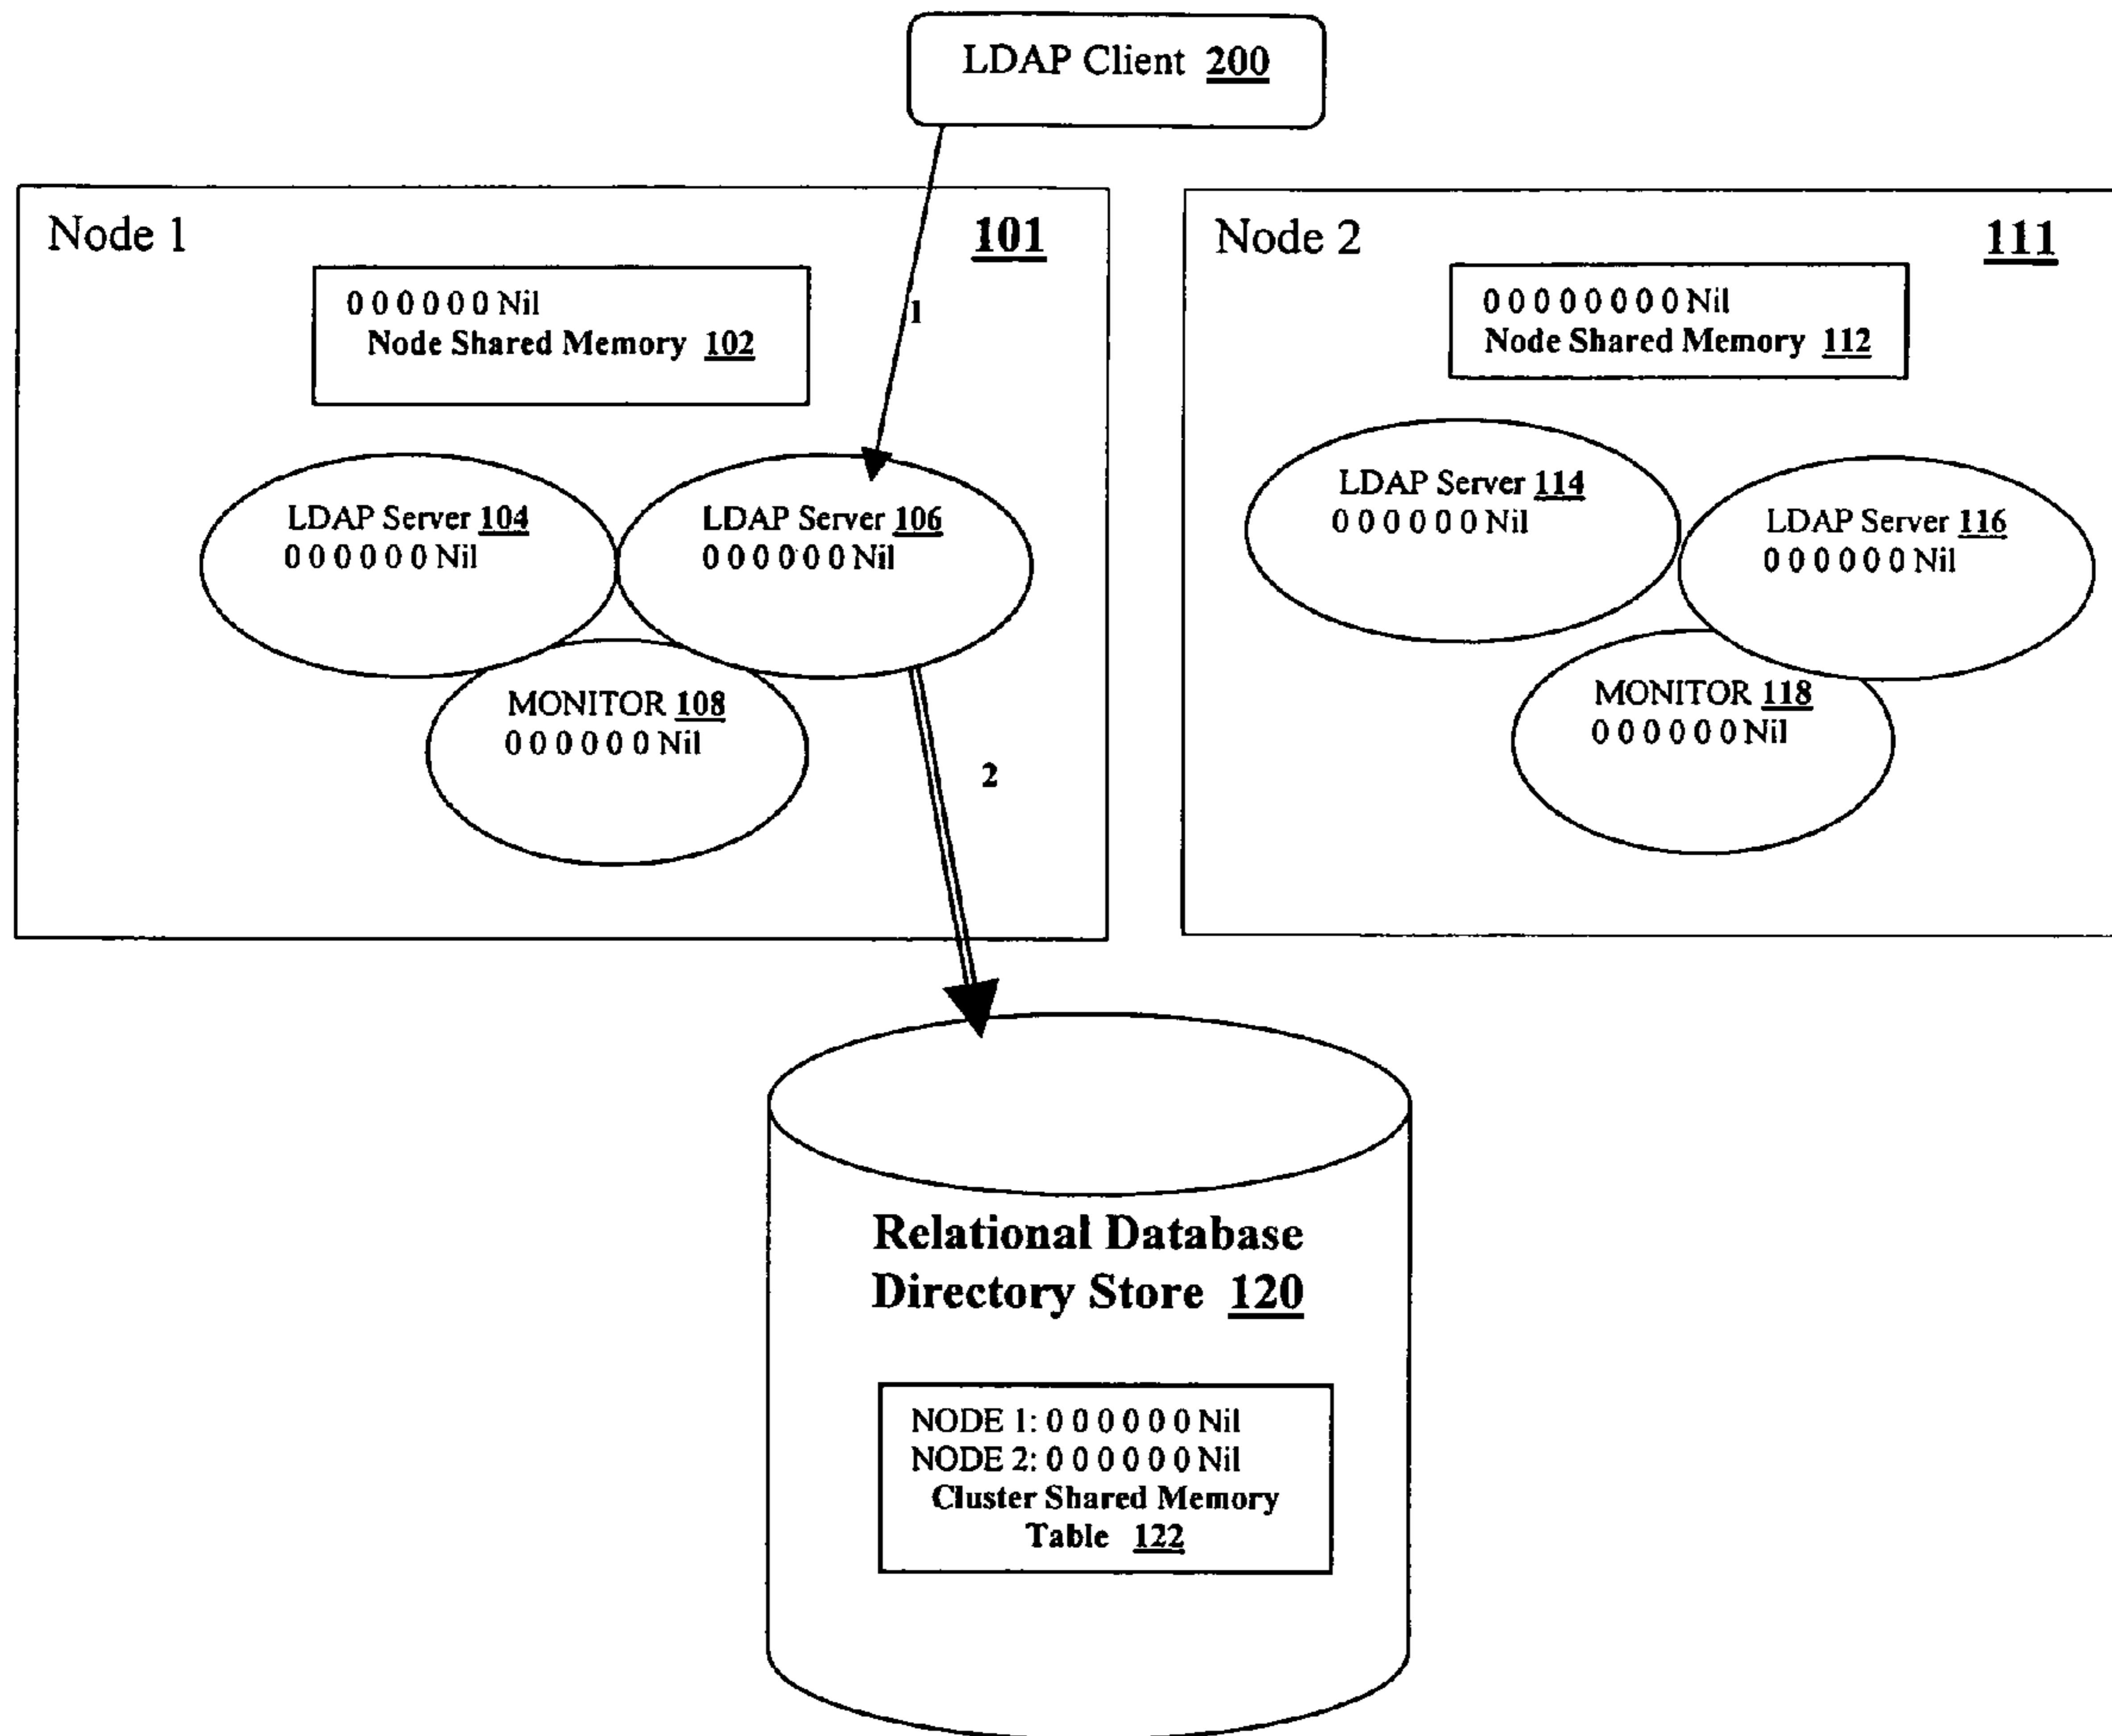 LDAP Client 200
Node 1
101
0 0 0 0 0 0 Nil
Node Shared Memory 102
1
LDAP Server 104
0 0 0 0 0 0 Nil
LDAP Server 106
0 0 0 0 0 0 Nil
MONITOR 108
0 0 0 0 0 0 Nil
2
Node 2
111
0 0 0 0 0 0 0 0 Nil
Node Shared Memory 112
LDAP Server 114
0 0 0 0 0 0 Nil
LDAP Server 116
0 0 0 0 0 0 Nil
MONITOR 118
0 0 0 0 0 0 Nil
Relational Database
Directory Store 120
NODE 1: 0 0 0 0 0 0 Nil
NODE 2: 0 0 0 0 0 0 Nil
Cluster Shared Memory
Table 122